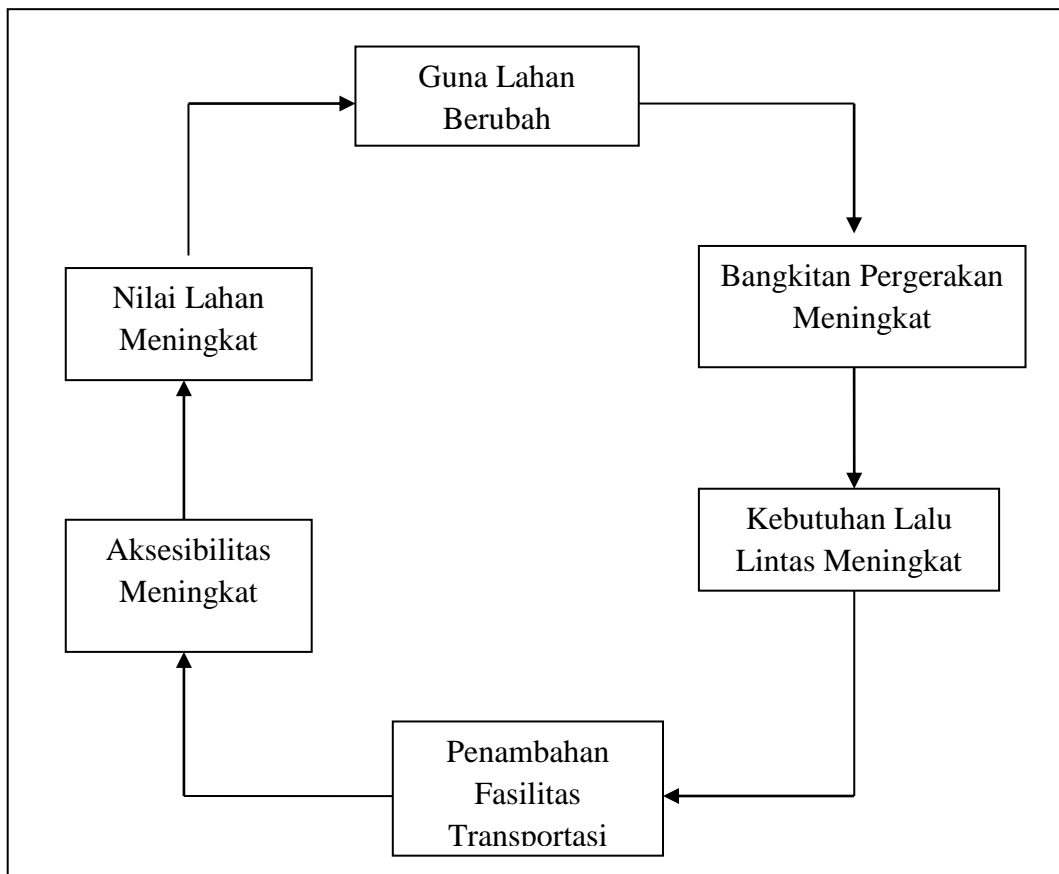 Guna Lahan
Berubah
Bangkitan Pergerakan
Meningkat
Kebutuhan Lalu
Lintas Meningkat
Penambahan
Fasilitas
Transportasi
Aksesibilitas
Meningkat
Nilai Lahan
Meningkat